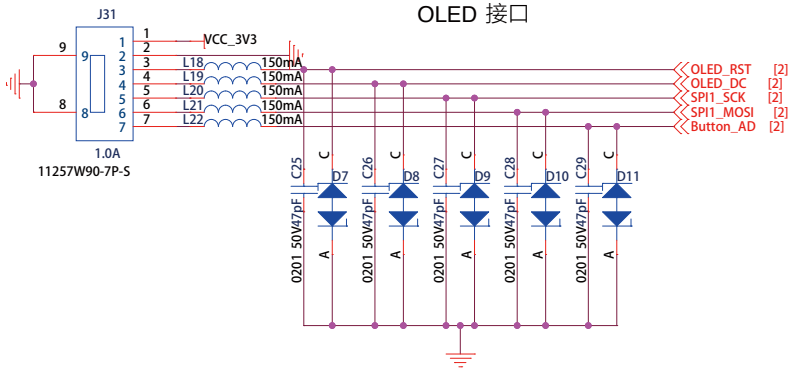 OLED 接口
J31
1 VCC_3V3
9 9 1 2
2 3 L18 150mA OLED_RST [2]
3 4 L19 150mA OLED_DC [2]
4 5 L20 150mA SPI1_SCK [2]
5 6 L21 150mA SPI1_MOSI [2]
8 8 6 7 L22 150mA Button_AD [2]
7
1.0A
11257W90-7P-S
C25 C D7
C26 C D8
C27 C D9
C28 C D10
C29 C D11
0201 50V47pF A
0201 50V47pF A
0201 50V47pF A
0201 50V47pF A
0201 50V47pF A